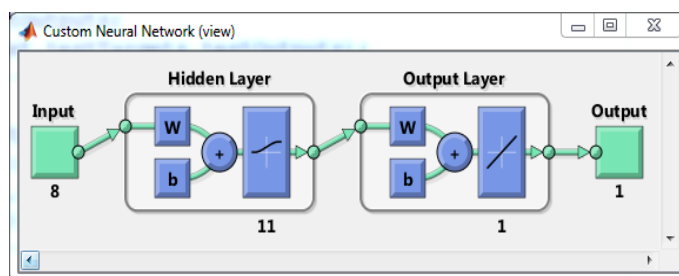 Custom Neural Network (view)
Hidden Layer
Output Layer
Input
Output
W
b
+
W
b
+
8
11
1
1